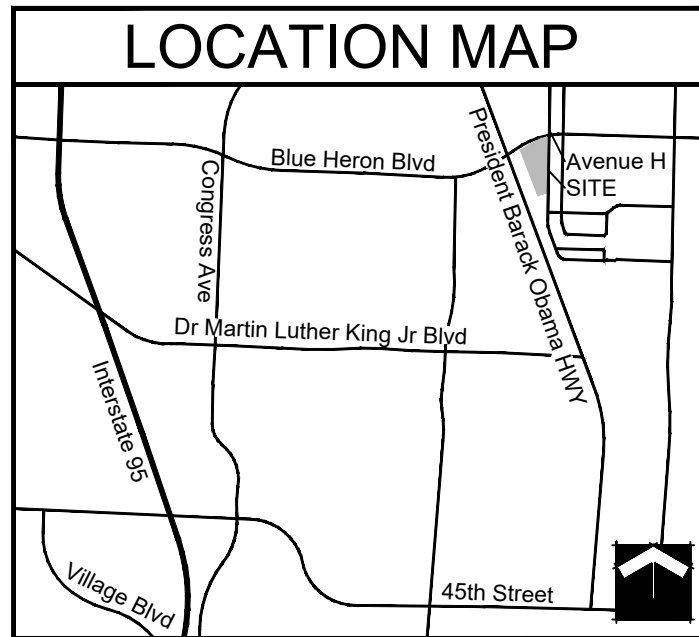 LOCATION MAP
Blue Heron Blvd
President Barack Obama HWY
Avenue H
SITE
Congress Ave
Dr Martin Luther King Jr Blvd
Interstate 95
Village Blvd
45th Street